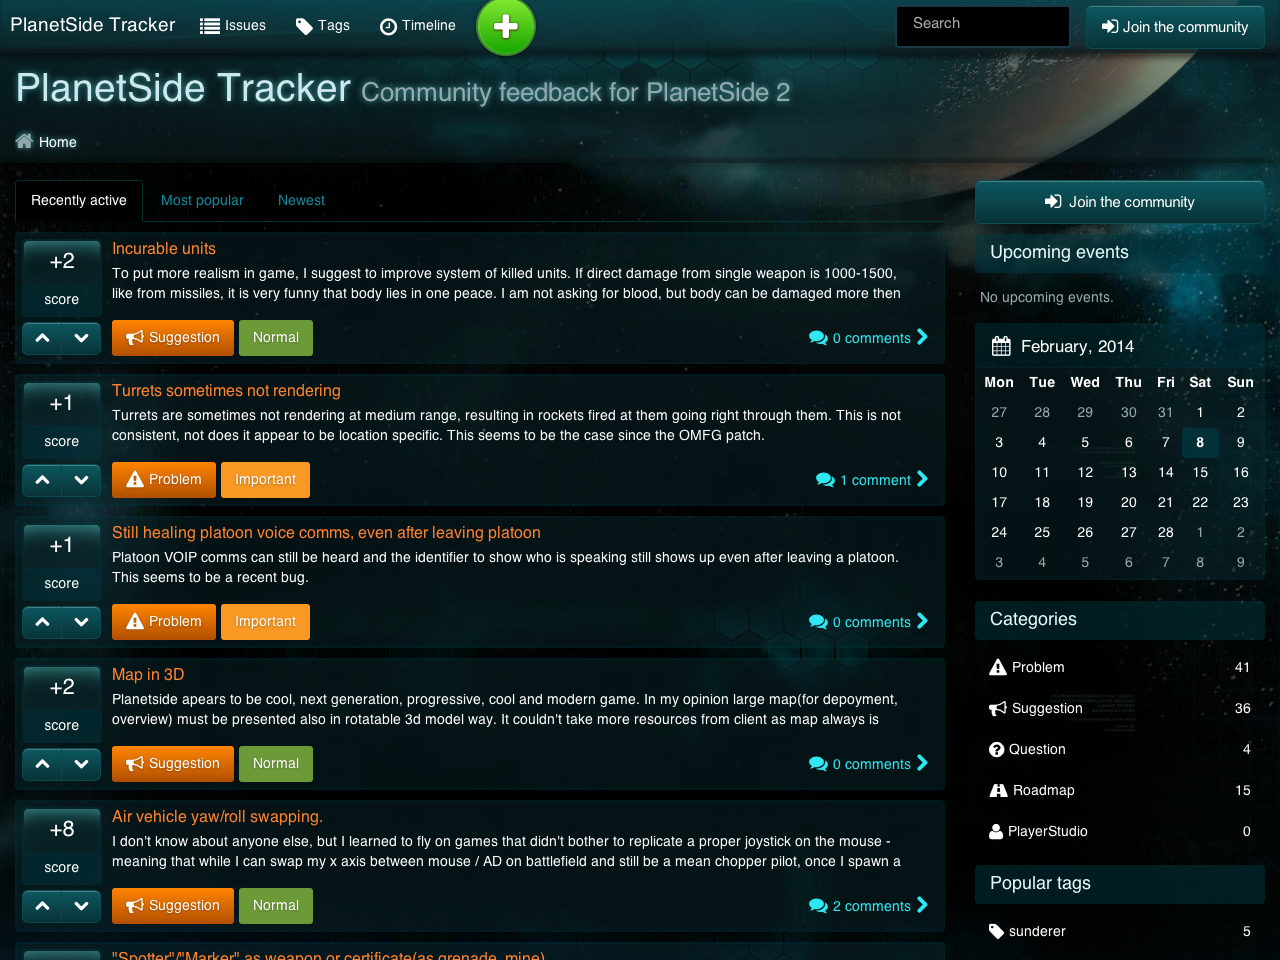 PlanetSide Tracker Issues Tags Timeline Search Join the community
PlanetSide Tracker Community feedback for PlanetSide 2
Home
Recently active Most popular Newest
+2
score
Incurable units
To put more realism in game, I suggest to improve system of killed units. If direct damage from single weapon is 1000-1500,
like from missiles, it is very funny that body lies in one peace. I am not asking for blood, but body can be damaged more then
Suggestion Normal 0 comments
+1
score
Turrets sometimes not rendering
Turrets are sometimes not rendering at medium range, resulting in rockets fired at them going right through them. This is not
consistent, not does it appear to be location specific. This seems to be the case since the OMFG patch.
Problem Important 1 comment
+1
score
Still healing platoon voice comms, even after leaving platoon
Platoon VOIP comms can still be heard and the identifier to show who is speaking still shows up even after leaving a platoon.
This seems to be a recent bug.
Problem Important 0 comments
+2
score
Map in 3D
Planetside apears to be cool, next generation, progressive, cool and modern game. In my opinion large map(for depoyment,
overview) must be presented also in rotatable 3d model way. It couldn't take more resources from client as map always is
Suggestion Normal 0 comments
+8
score
Air vehicle yaw/roll swapping.
I don't know about anyone else, but I learned to fly on games that didn't bother to replicate a proper joystick on the mouse -
meaning that while I can swap my x axis between mouse / AD on battlefield and still be a mean chopper pilot, once I spawn a
Suggestion Normal 2 comments
"Spotter"/"Marker" as weapon or certificate(as grenade, mine)
Join the community
Upcoming events
No upcoming events.
February, 2014
Mon Tue Wed Thu Fri Sat Sun
27 28 29 30 31 1 2
3 4 5 6 7 8 9
10 11 12 13 14 15 16
17 18 19 20 21 22 23
24 25 26 27 28 1 2
3 4 5 6 7 8 9
Categories
Problem 41
Suggestion 36
Question 4
Roadmap 15
PlayerStudio 0
Popular tags
sunderer 5